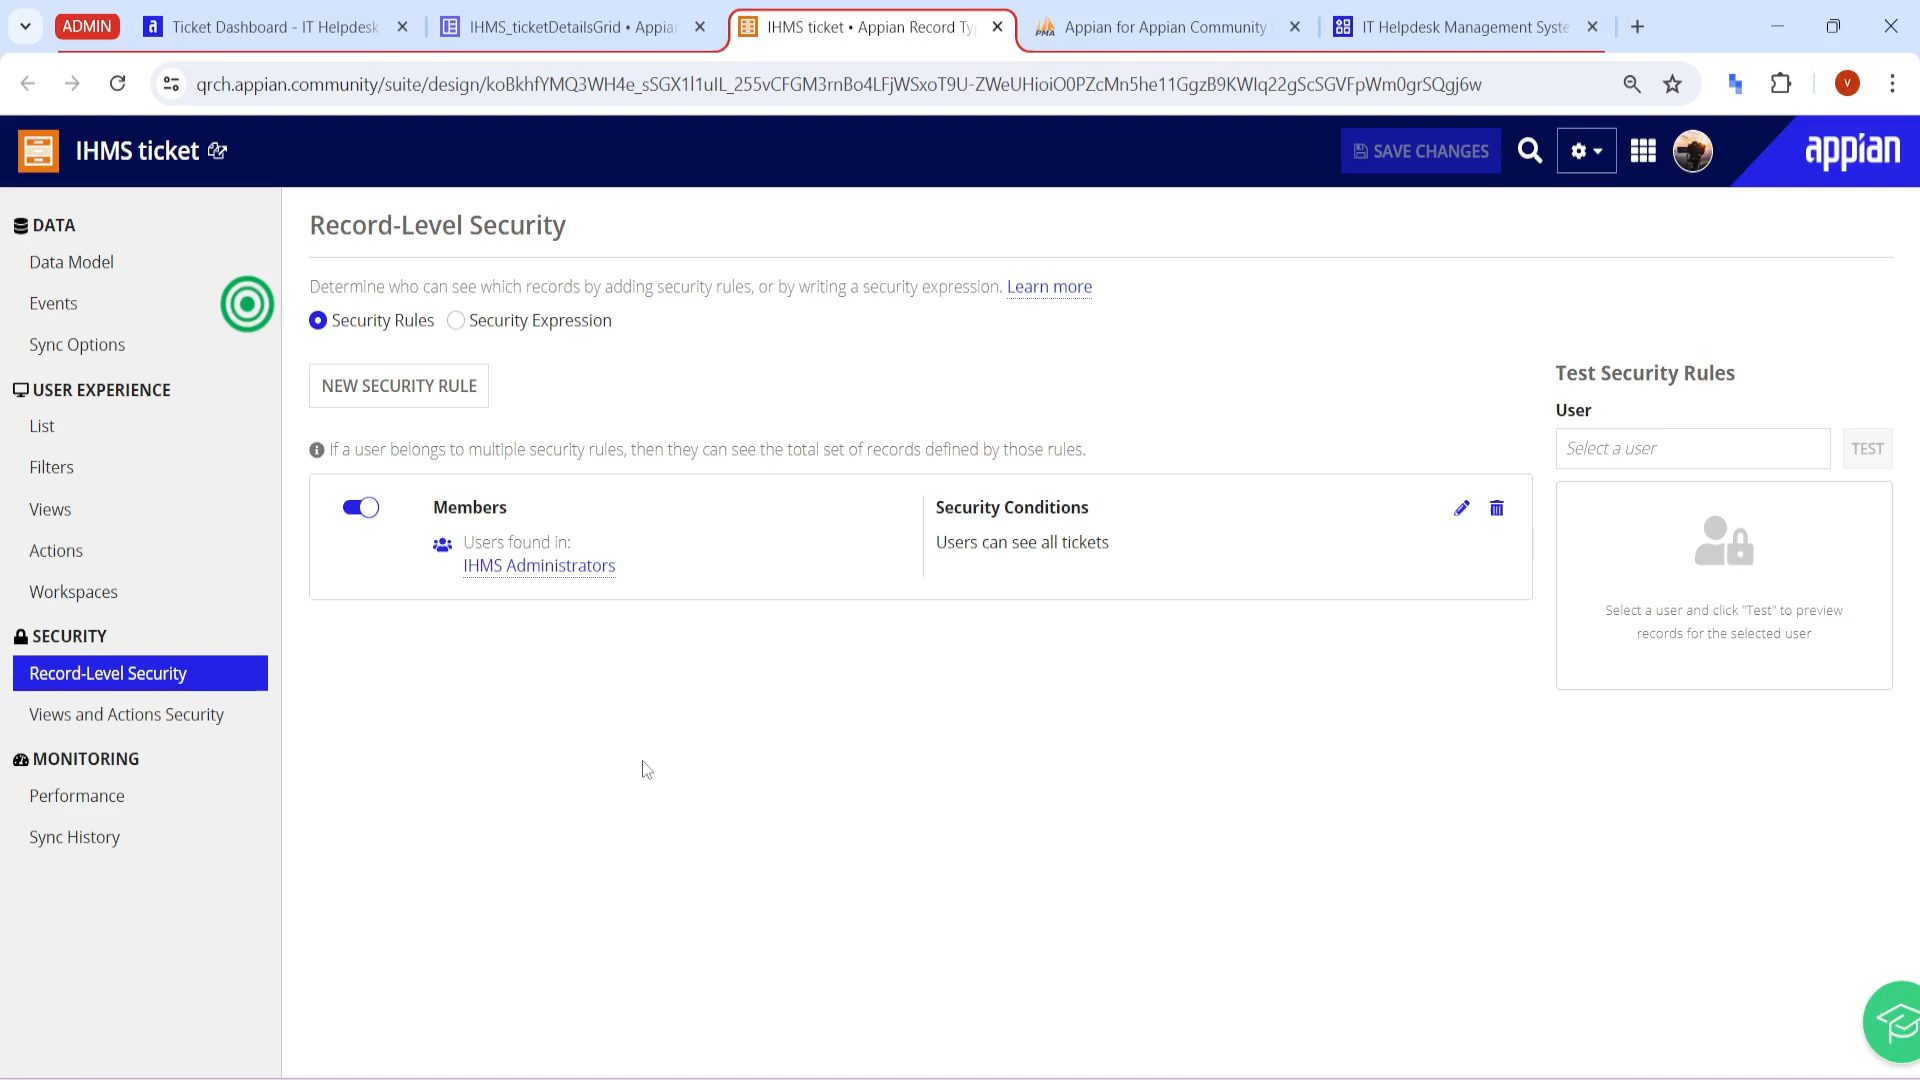 ADMIN
Ticket Dashboard - IT Helpdesk
IHMS_ticketDetailsGrid • Appian
IHMS ticket • Appian Record Ty
Appian for Appian Community
IT Helpdesk Management Syste
qrch.appian.community/suite/design/koBkhfYMQ3WH4e_sSGX1l1uIL_255vCFGM3rnBo4LFjWSxoT9U-ZWeUHioiO0PZcMn5he11GgzB9KWIq22gScSGVFpWm0grSQgj6w
V
IHMS ticket
SAVE CHANGES
appian
DATA
Data Model
Events
Sync Options
USER EXPERIENCE
List
Filters
Views
Actions
Workspaces
SECURITY
Record-Level Security
Views and Actions Security
MONITORING
Performance
Sync History
Record-Level Security
Determine who can see which records by adding security rules, or by writing a security expression. Learn more
Security Rules
Security Expression
NEW SECURITY RULE
If a user belongs to multiple security rules, then they can see the total set of records defined by those rules.
Members
Users found in:
IHMS Administrators
Security Conditions
Users can see all tickets
Test Security Rules
User
Select a user
TEST
Select a user and click "Test" to preview
records for the selected user